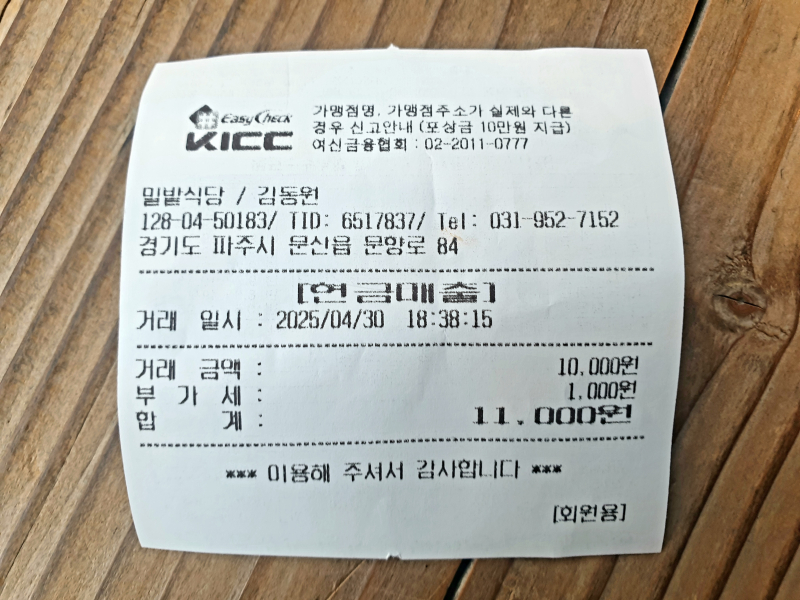 EasyCheck
KICC
가맹점명, 가맹점주소가 실제와 다른
경우 신고안내 (포상금 10만원 지급)
여신금융협회 : 02-2011-0777
밀밭식당 / 김동원
128-04-50183/ TID: 6517837/ Tel: 031-952-7152
경기도 파주시 문산읍 문향로 84
[현금매출]
거래 일시 : 2025/04/30 18:38:15
거래 금액 : 10,000원
부 가 세 : 1,000원
합 계 : 11,000원
*** 이용해 주셔서 감사합니다 ***
[회원용]